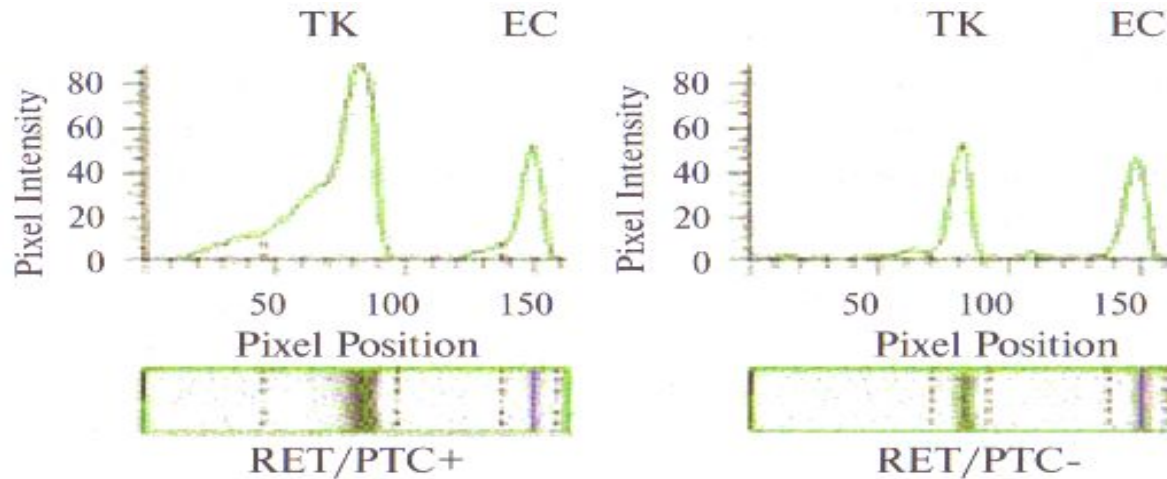 TK EC TK EC
Pixel Intensity
80
60
40
20
0
50 100 150
Pixel Position
RET/PTC+
Pixel Intensity
80
60
40
20
0
50 100 150
Pixel Position
RET/PTC-